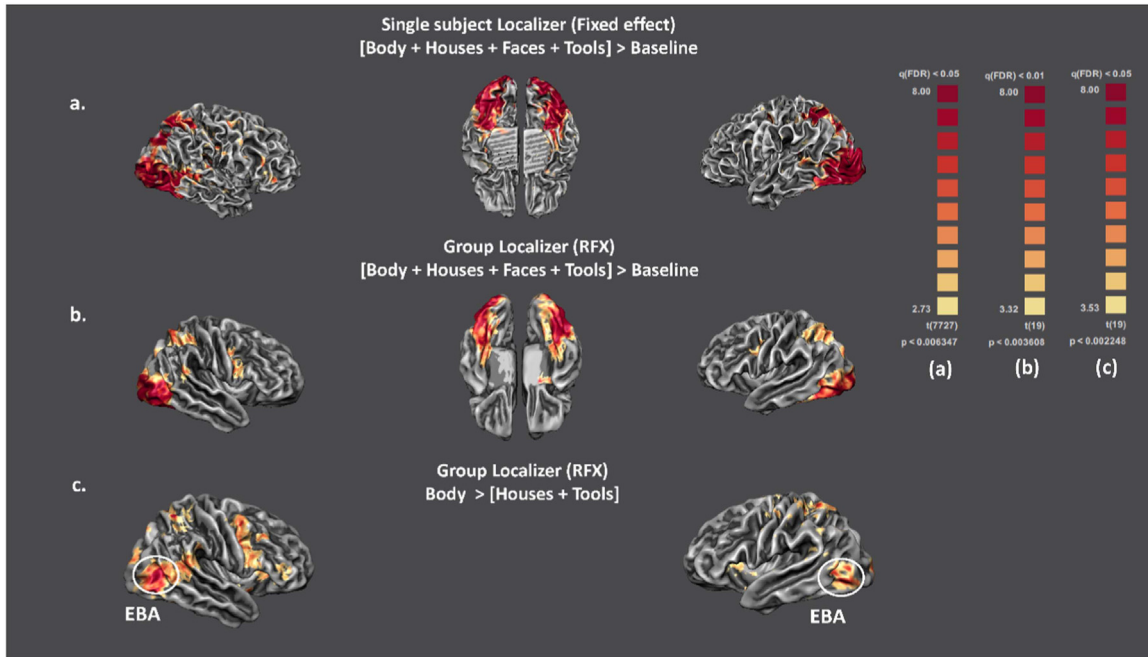 Single subject Localizer (Fixed effect)
[Body + Houses + Faces + Tools] > Baseline
a.
Group Localizer (RFX)
[Body + Houses + Faces + Tools] > Baseline
b.
Group Localizer (RFX)
Body > [Houses + Tools]
c.
EBA
EBA
q(FDR) < 0.05
8.00
2.73
t(7727)
p < 0.006347
(a)
q(FDR) < 0.01
8.00
3.32
t(19)
p < 0.003608
(b)
q(FDR) < 0.05
8.00
3.53
t(19)
p < 0.002248
(c)